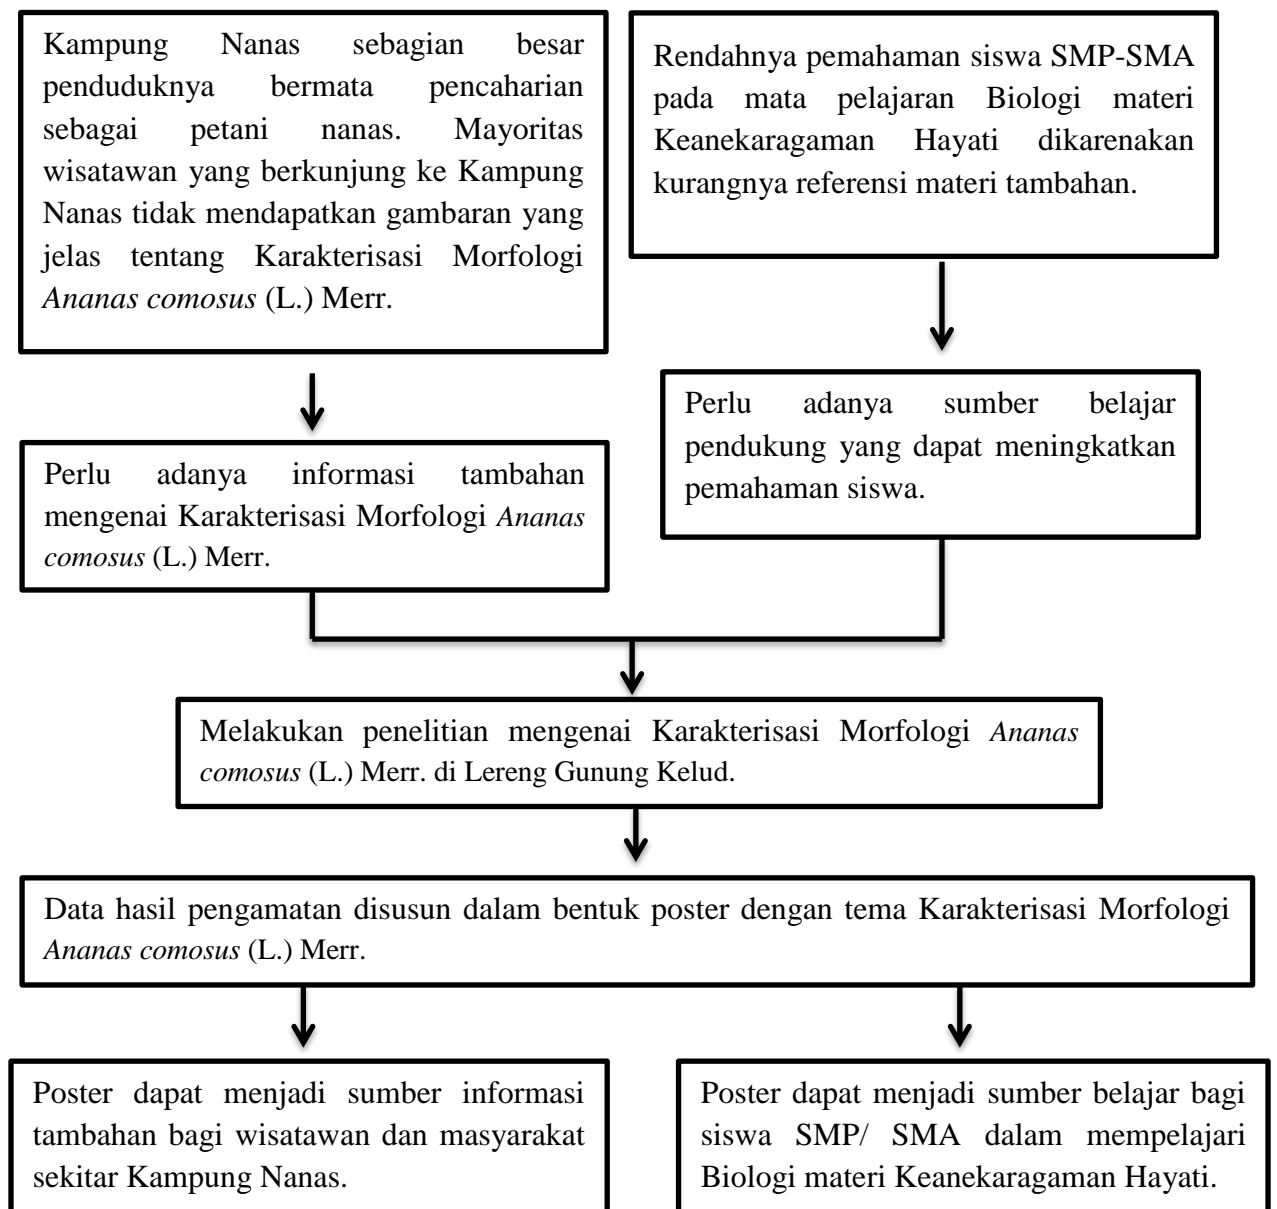 Kampung Nanas sebagian besar
penduduknya bermata pencaharian
sebagai petani nanas. Mayoritas
wisatawan yang berkunjung ke Kampung
Nanas tidak mendapatkan gambaran yang
jelas tentang Karakterisasi Morfologi
Ananas comosus (L.) Merr.
Rendahnya pemahaman siswa SMP-SMA
pada mata pelajaran Biologi materi
Keanekaragaman Hayati dikarenakan
kurangnya referensi materi tambahan.
Perlu adanya informasi tambahan
mengenai Karakterisasi Morfologi Ananas
comosus (L.) Merr.
Perlu adanya sumber belajar
pendukung yang dapat meningkatkan
pemahaman siswa.
Melakukan penelitian mengenai Karakterisasi Morfologi Ananas
comosus (L.) Merr. di Lereng Gunung Kelud.
Data hasil pengamatan disusun dalam bentuk poster dengan tema Karakterisasi Morfologi
Ananas comosus (L.) Merr.
Poster dapat menjadi sumber informasi
tambahan bagi wisatawan dan masyarakat
sekitar Kampung Nanas.
Poster dapat menjadi sumber belajar bagi
siswa SMP/ SMA dalam mempelajari
Biologi materi Keanekaragaman Hayati.